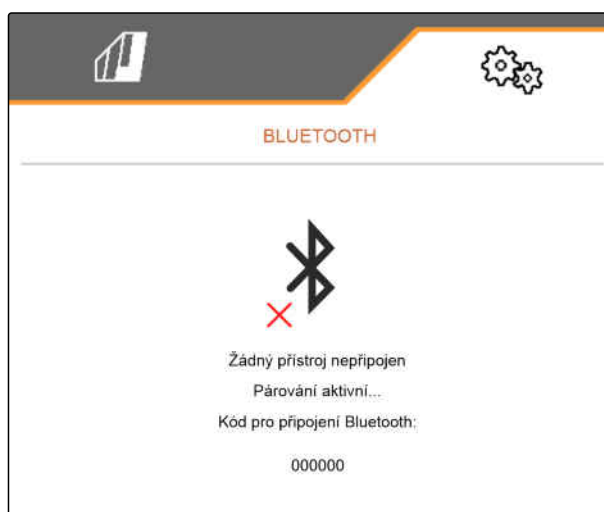 BLUETOOTH
Žádný přístroj nepřipojen
Párování aktivní...
Kód pro připojení Bluetooth:
000000